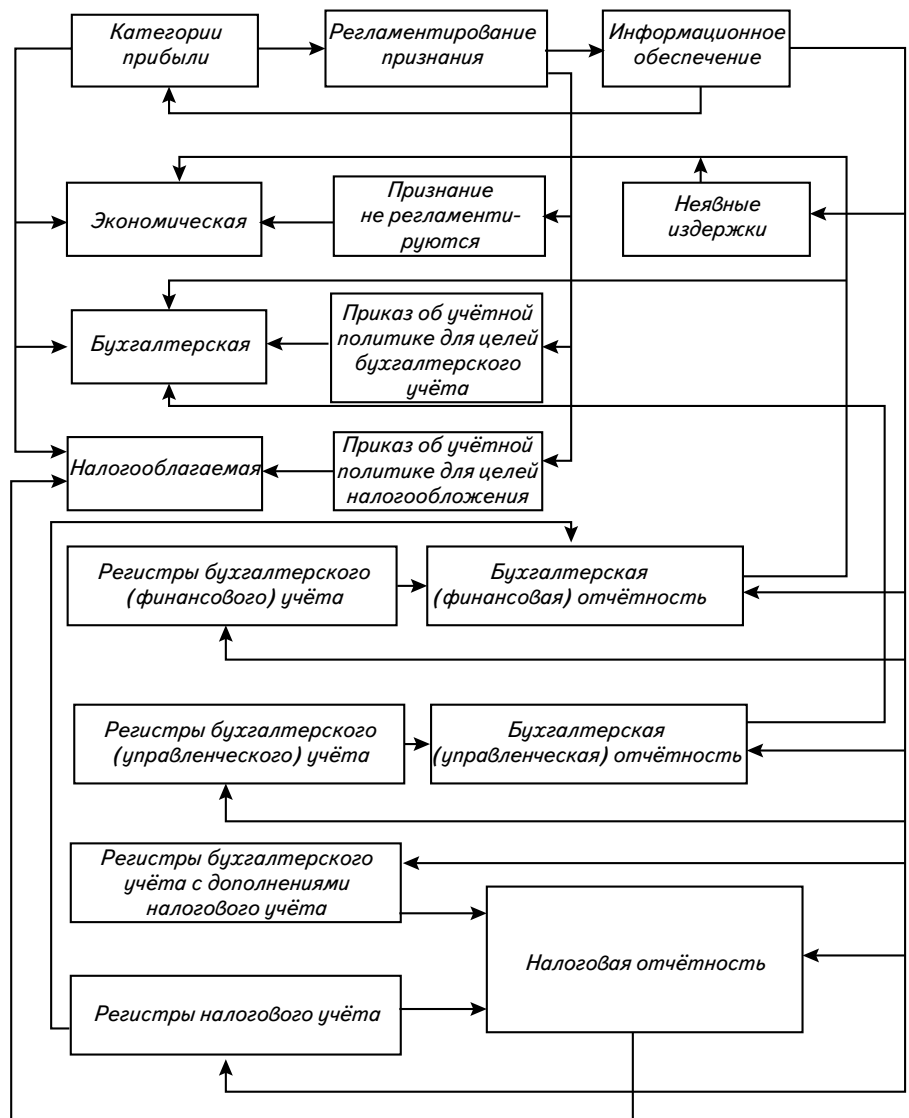 Категории
прибыли
Регламентирование
признания
Информационное
обеспечение
Экономическая
Признание
не регламенти-
руются
Неявные
издержки
Бухгалтерская
Приказ об учётной
политике для целей
бухгалтерского
учёта
Налогооблагаемая
Приказ об учётной
политике для целей
налогообложения
Регистры бухгалтерского
(финансового) учёта
Бухгалтерская
(финансовая) отчётность
Регистры бухгалтерского
(управленческого) учёта
Бухгалтерская
(управленческая) отчётность
Регистры бухгалтерского
учёта с дополнениями
налогового учёта
Налоговая отчётность
Регистры налогового учёта